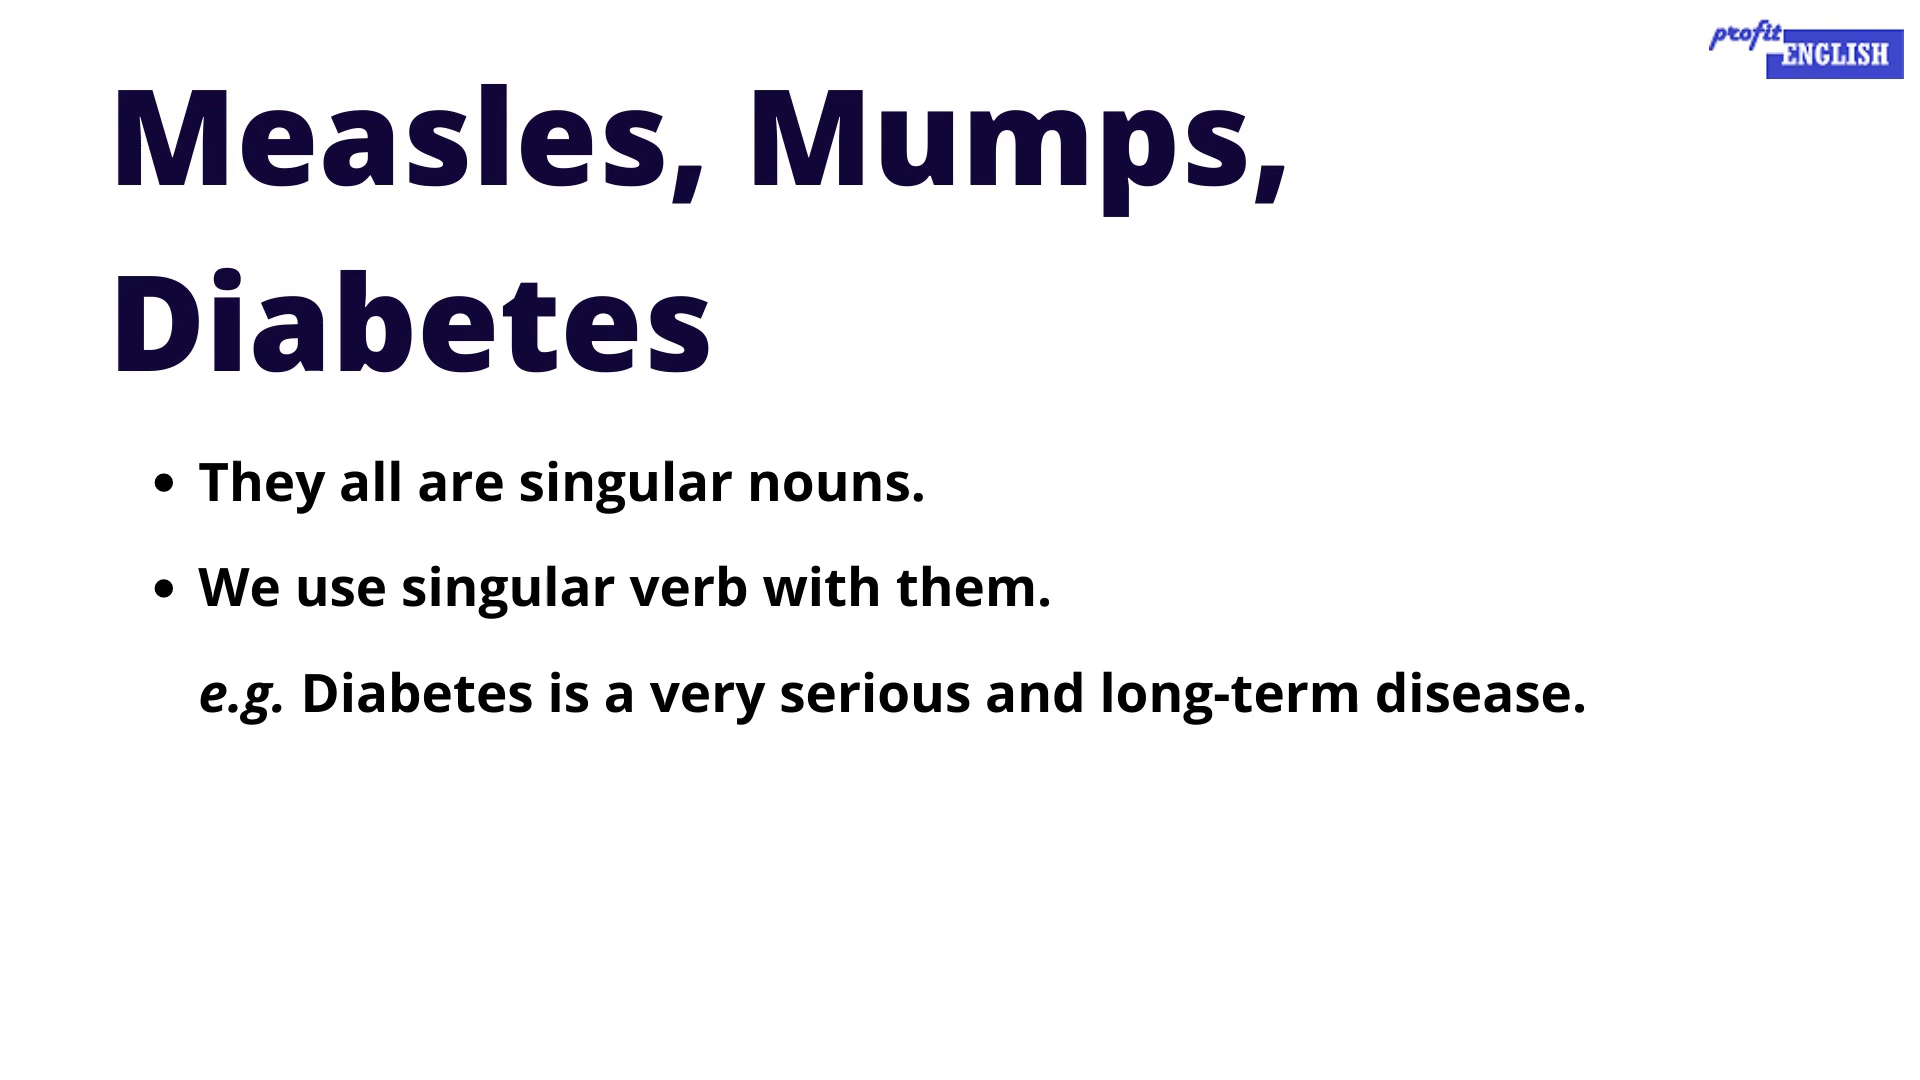 profit
ENGLISH
Measles, Mumps,
Diabetes
• They all are singular nouns.
• We use singular verb with them.
e.g. Diabetes is a very serious and long-term disease.